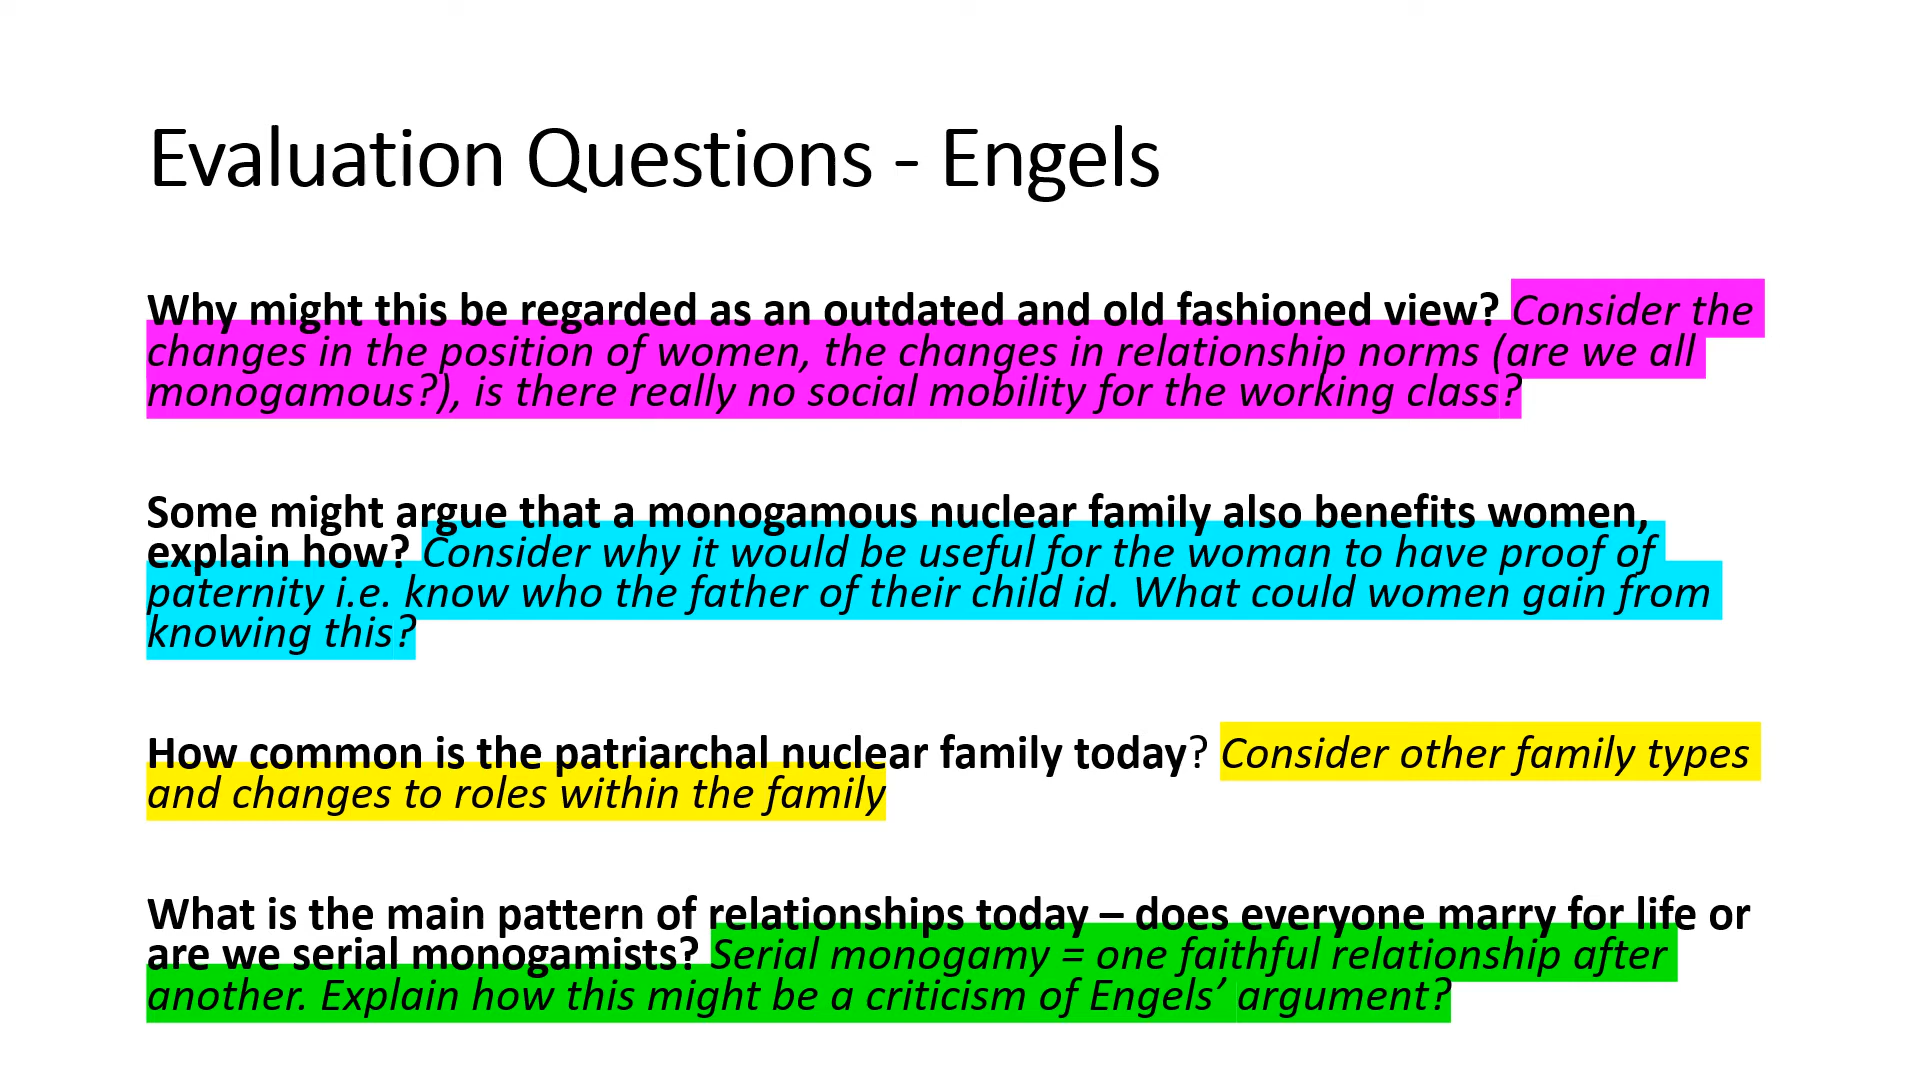 Evaluation Questions - Engels
Why might this be regarded as an outdated and old fashioned view? Consider the
changes in the position of women, the changes in relationship norms (are we all
monogamous?), is there really no social mobility for the working class?
Some might argue that a monogamous nuclear family also benefits women,
explain how? Consider why it would be useful for the woman to have proof of
paternity i.e. know who the father of their child id. What could women gain from
knowing this?
How common is the patriarchal nuclear family today? Consider other family types
and changes to roles within the family
What is the main pattern of relationships today – does everyone marry for life or
are we serial monogamists? Serial monogamy = one faithful relationship after
another. Explain how this might be a criticism of Engels’ argument?